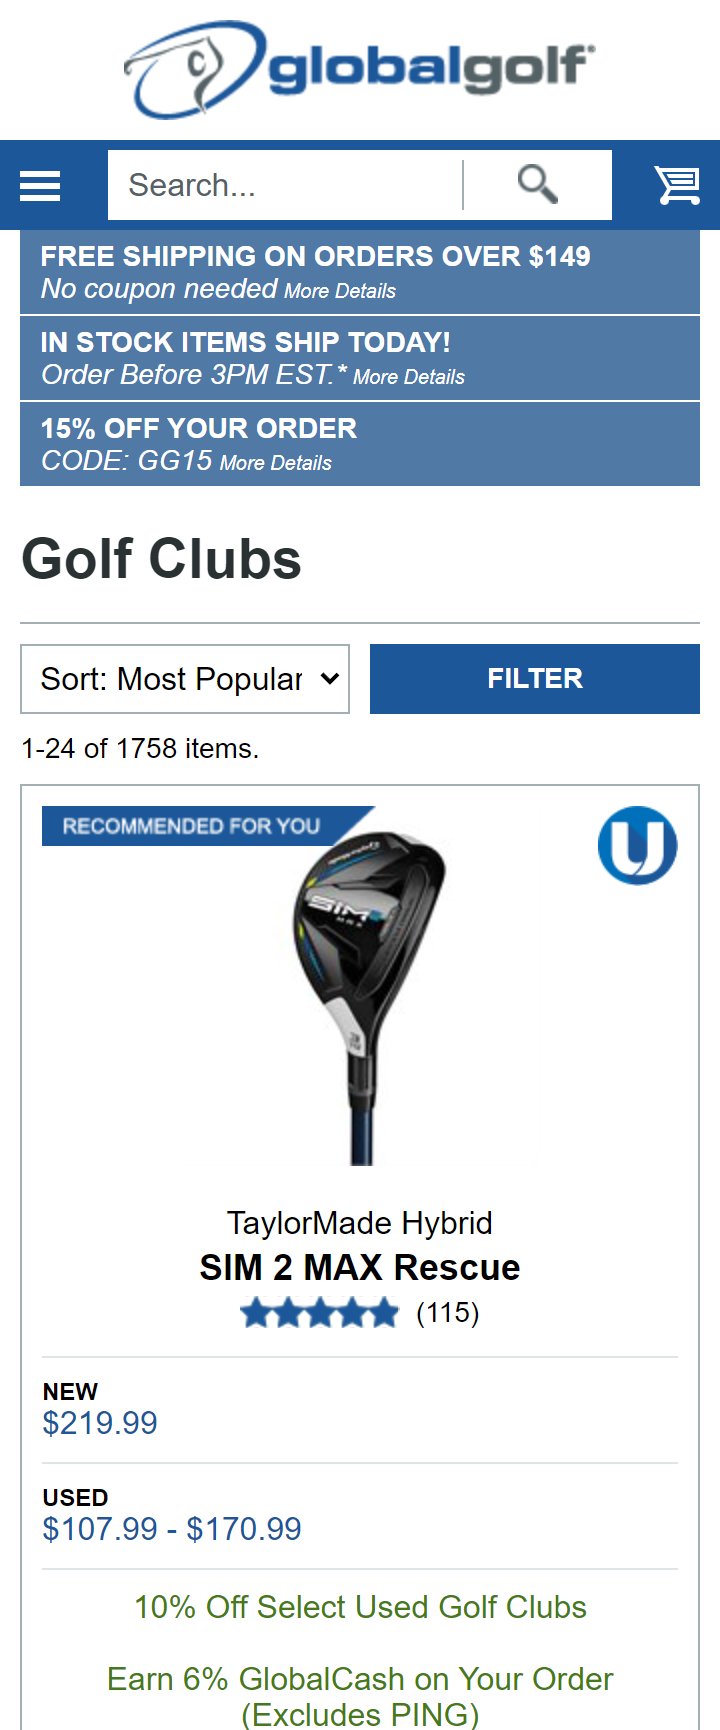 globalgolf
Search...
FREE SHIPPING ON ORDERS OVER $149
No coupon needed More Details
IN STOCK ITEMS SHIP TODAY!
Order Before 3PM EST.* More Details
15% OFF YOUR ORDER
CODE: GG15 More Details
Golf Clubs
Sort: Most Popular
FILTER
1-24 of 1758 items.
RECOMMENDED FOR YOU
U
TaylorMade
SIM2
MAX
TaylorMade Hybrid
SIM 2 MAX Rescue
(115)
NEW
$219.99
USED
$107.99 - $170.99
10% Off Select Used Golf Clubs
Earn 6% GlobalCash on Your Order
(Excludes PING)